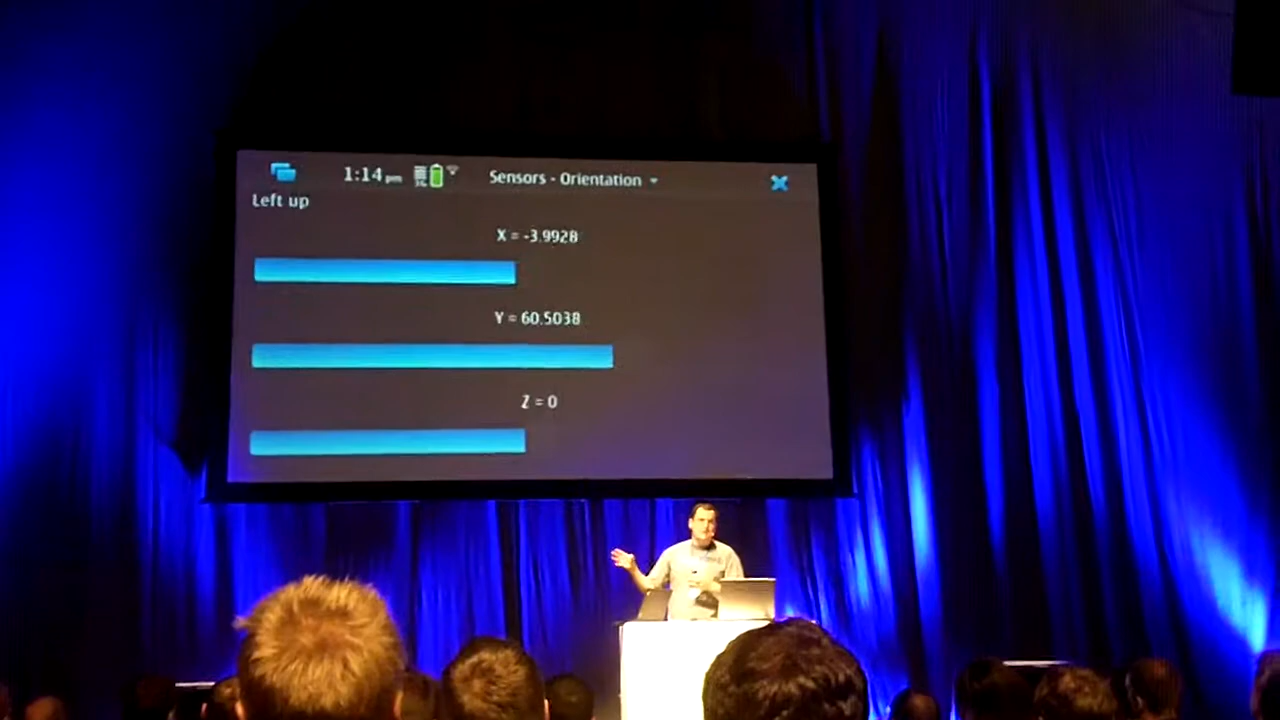 1:14 pm Sensors - Orientation
Left up
X = -3.9928
Y = 60.5038
Z = 0